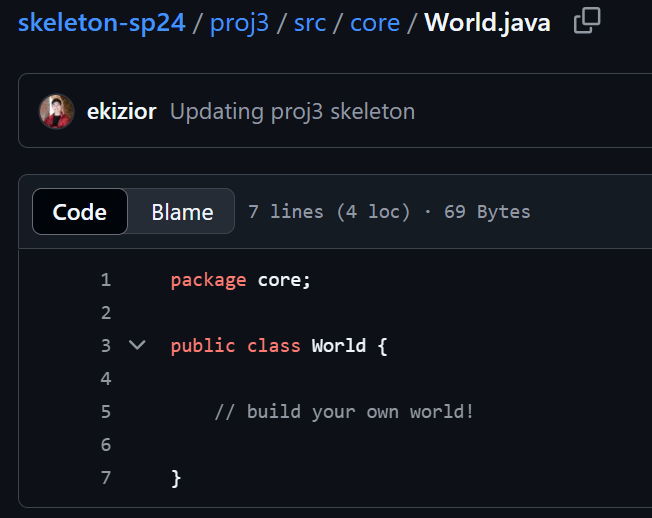 skeleton-sp24 / proj3 / src / core / World.java
ekizior Updating proj3 skeleton
Code Blame 7 lines (4 loc) · 69 Bytes
1 package core;
2
3 public class World {
4
5 // build your own world!
6
7 }